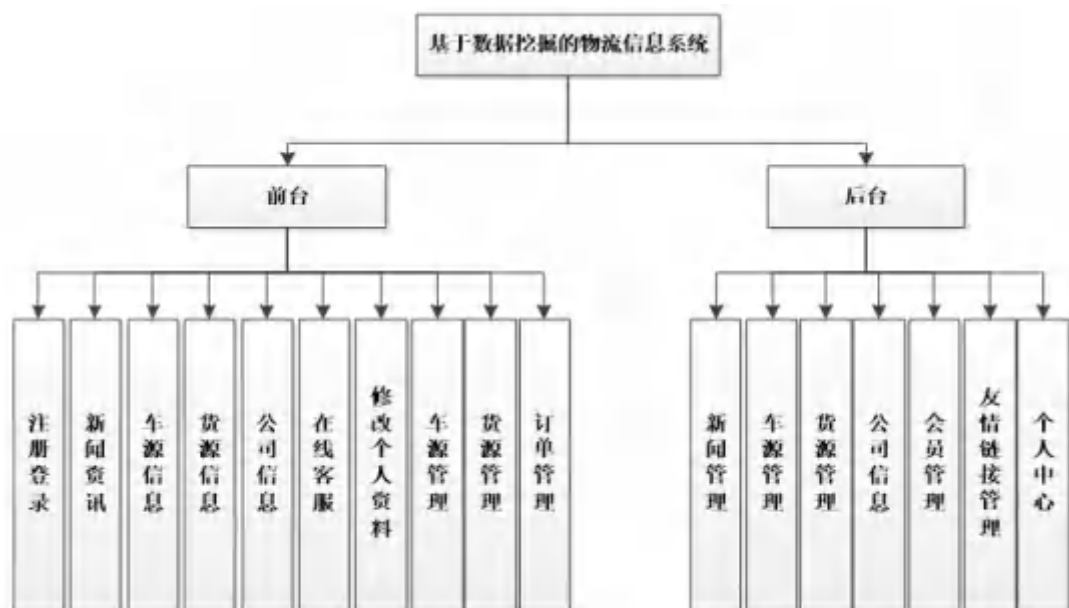 基于数据挖掘的物流信息系统
前台
后台
注册登录
新闻资讯
车源信息
货源信息
公司信息
在线客服
修改个人资料
车源管理
货源管理
订单管理
新闻管理
车源管理
货源管理
公司信息
会员管理
友情链接管理
个人中心